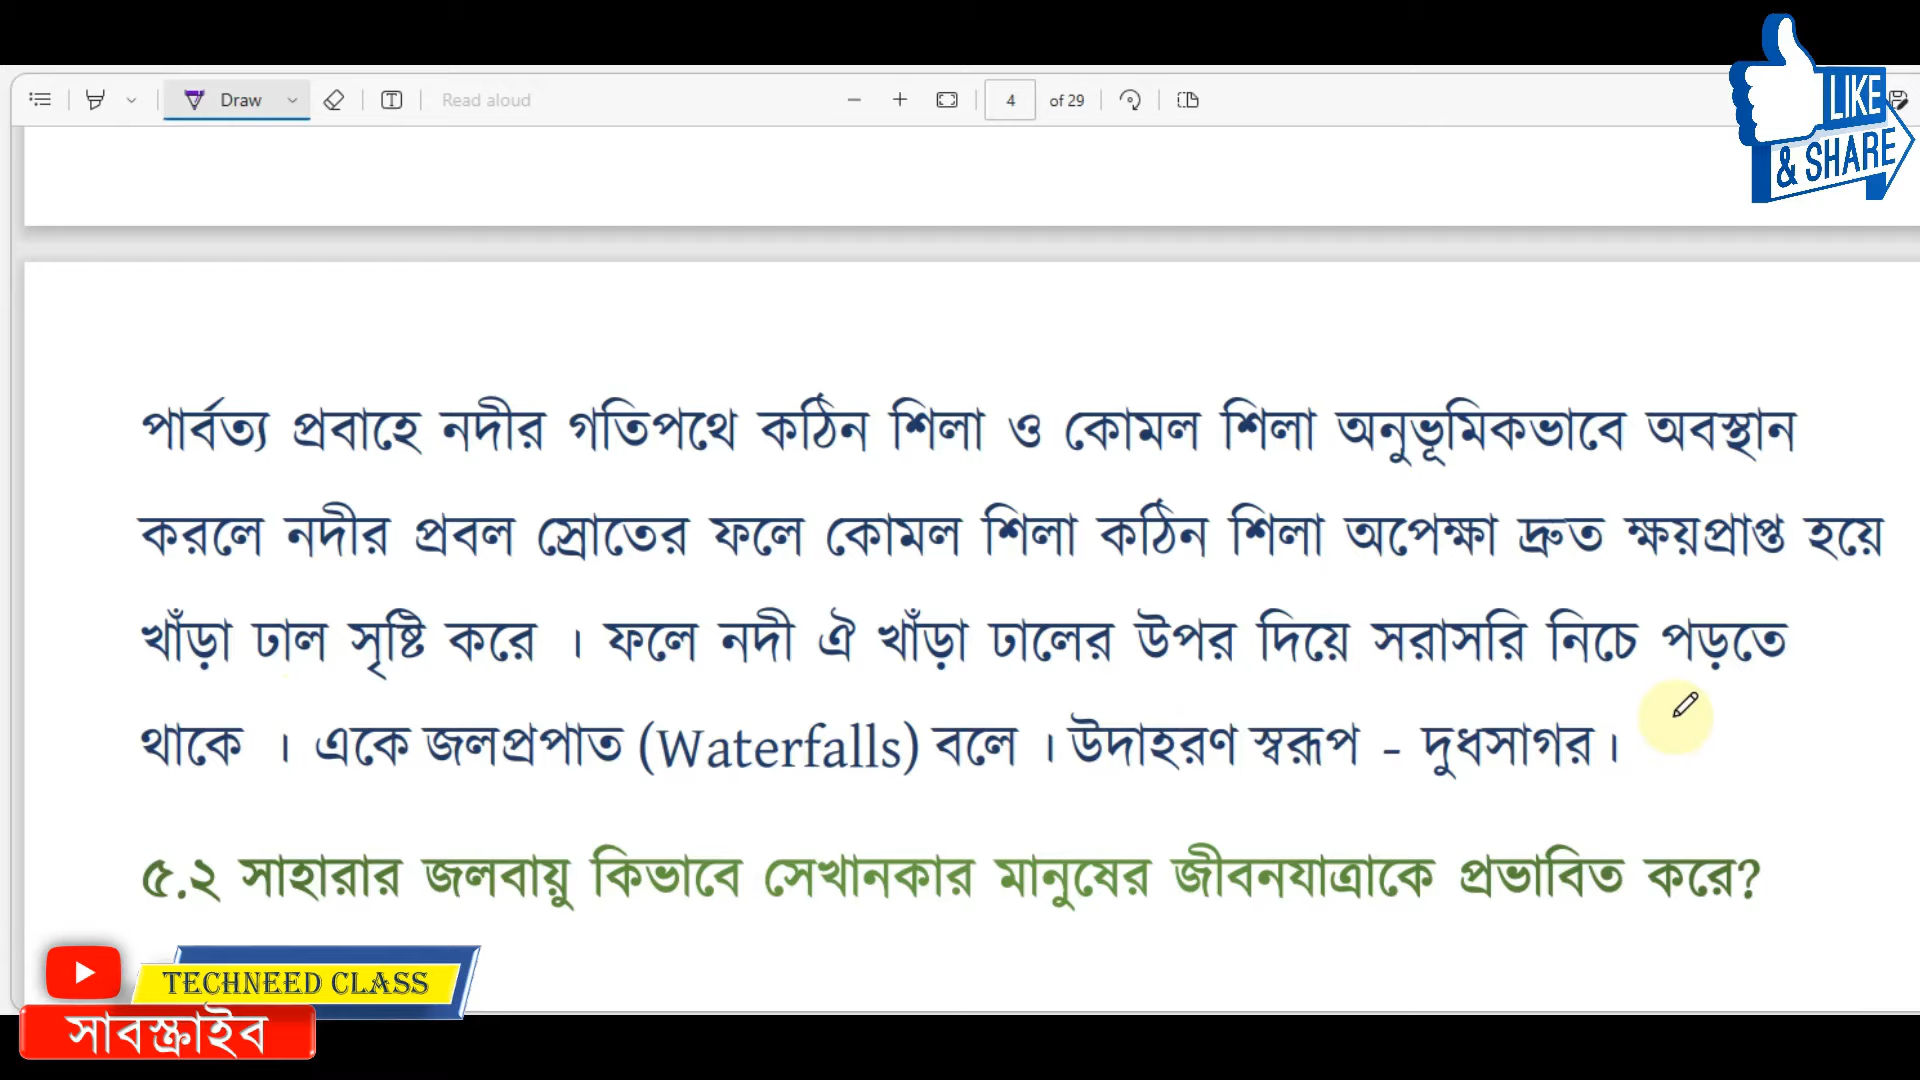 Draw
Read aloud
4 of 29
LIKE
& SHARE
পার্বত্য প্রবাহে নদীর গতিপথে কঠিন শিলা ও কোমল শিলা অনুভূমিকভাবে অবস্থান
করলে নদীর প্রবল স্রোতের ফলে কোমল শিলা কঠিন শিলা অপেক্ষা দ্রুত ক্ষয়প্রাপ্ত হয়ে
খাঁড়া ঢাল সৃষ্টি করে । ফলে নদী ঐ খাঁড়া ঢালের উপর দিয়ে সরাসরি নিচে পড়তে
থাকে । একে জলপ্রপাত (Waterfalls) বলে । উদাহরণ স্বরূপ - দুধসাগর।
৫.২ সাহারার জলবায়ু কিভাবে সেখানকার মানুষের জীবনযাত্রাকে প্রভাবিত করে?
TECHNEED CLASS
সাবস্ক্রাইব